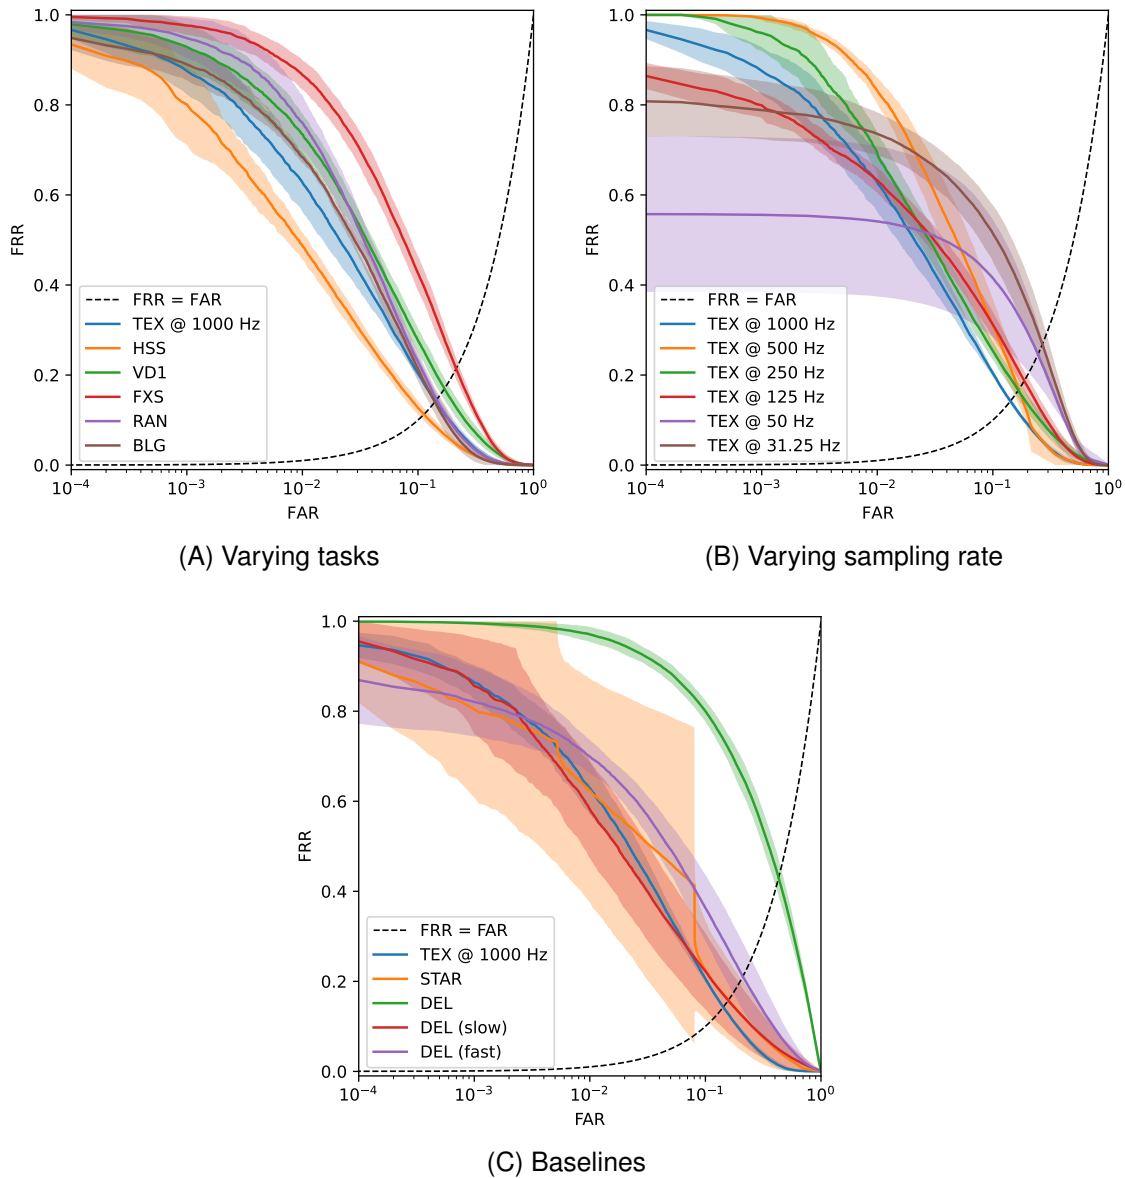 1.0
0.8
0.6
0.4
0.2
0.0
FRR
FRR = FAR
TEX @ 1000 Hz
HSS
VD1
FXS
RAN
BLG
10⁻⁴ 10⁻³ 10⁻² 10⁻¹ 10⁰
FAR
(A) Varying tasks
1.0
0.8
0.6
0.4
0.2
0.0
FRR
FRR = FAR
TEX @ 1000 Hz
TEX @ 500 Hz
TEX @ 250 Hz
TEX @ 125 Hz
TEX @ 50 Hz
TEX @ 31.25 Hz
10⁻⁴ 10⁻³ 10⁻² 10⁻¹ 10⁰
FAR
(B) Varying sampling rate
1.0
0.8
0.6
0.4
0.2
0.0
FRR
FRR = FAR
TEX @ 1000 Hz
STAR
DEL
DEL (slow)
DEL (fast)
10⁻⁴ 10⁻³ 10⁻² 10⁻¹ 10⁰
FAR
(C) Baselines